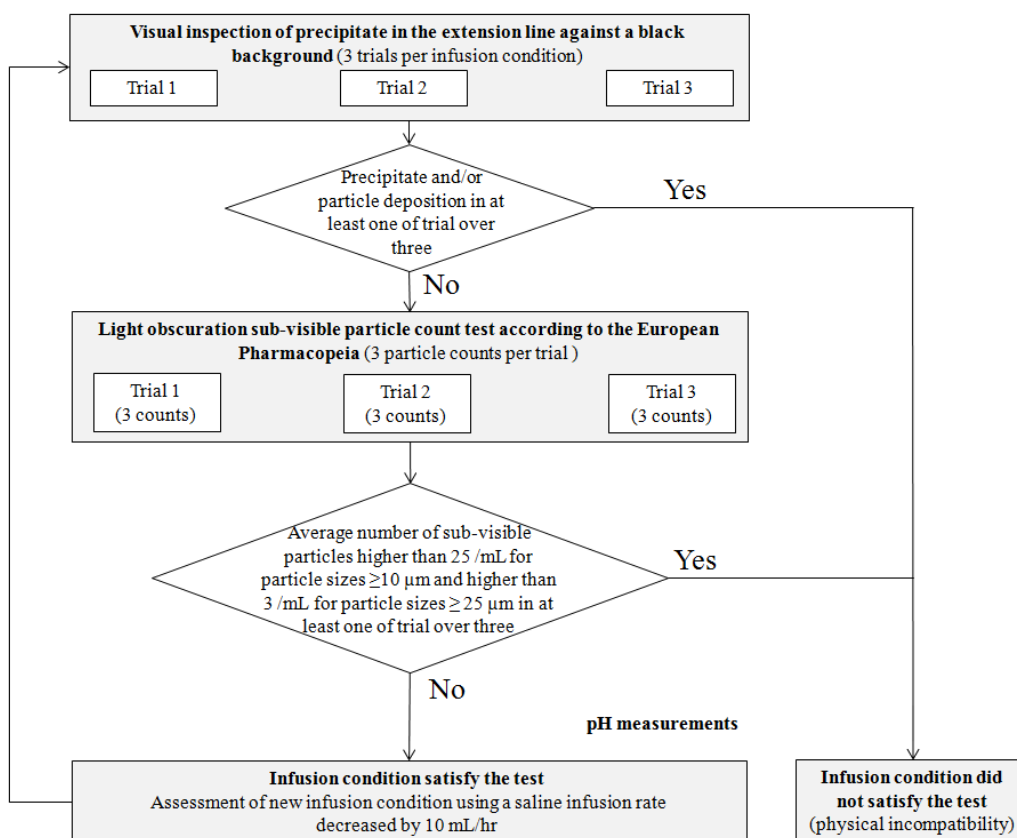 Visual inspection of precipitate in the extension line against a black
background (3 trials per infusion condition)
Trial 1
Trial 2
Trial 3
Precipitate and/or
particle deposition in at
least one of trial over
three
Yes
No
Light obscuration sub-visible particle count test according to the European
Pharmacopeia (3 particle counts per trial )
Trial 1
(3 counts)
Trial 2
(3 counts)
Trial 3
(3 counts)
Average number of sub-visible
particles higher than 25 /mL for
particle sizes ≥10 µm and higher than
3 /mL for particle sizes ≥ 25 µm in at
least one of trial over three
Yes
No
pH measurements
Infusion condition satisfy the test
Assessment of new infusion condition using a saline infusion rate
decreased by 10 mL/hr
Infusion condition did
not satisfy the test
(physical incompatibility)